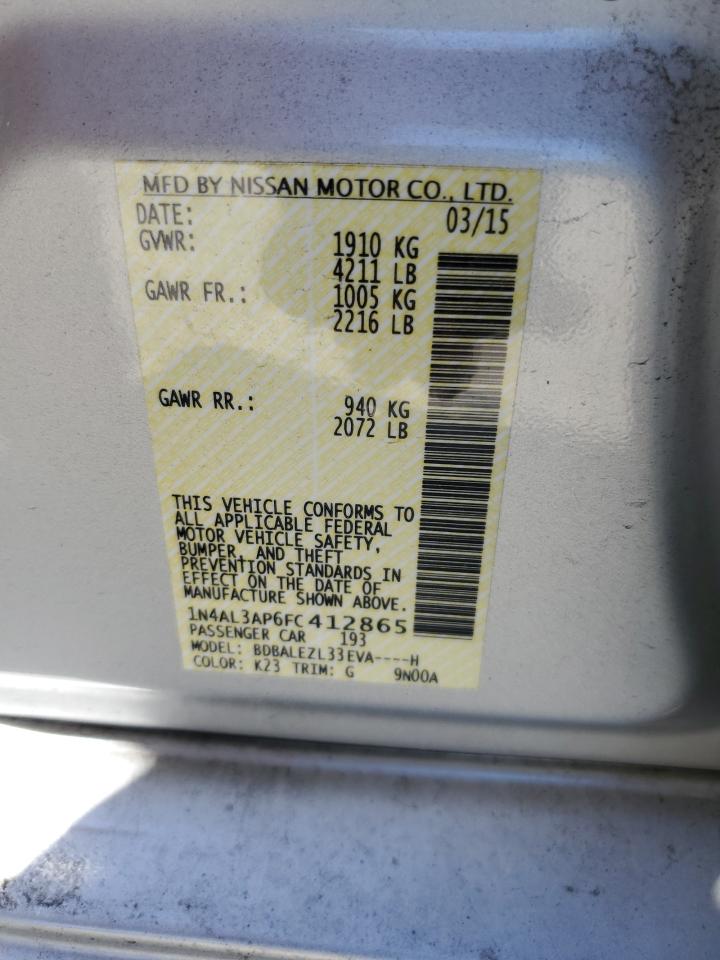 MFD BY NISSAN MOTOR CO., LTD.
DATE: 03/15
GVWR: 1910 KG
4211 LB
GAWR FR.: 1005 KG
2216 LB
GAWR RR.: 940 KG
2072 LB
THIS VEHICLE CONFORMS TO
ALL APPLICABLE FEDERAL
MOTOR VEHICLE SAFETY,
BUMPER, AND THEFT
PREVENTION STANDARDS IN
EFFECT ON THE DATE OF
MANUFACTURE SHOWN ABOVE.
1N4AL3AP6FC412865
PASSENGER CAR 193
MODEL: BDBALEZL33EVA----H
COLOR: K23 TRIM: G 9N00A